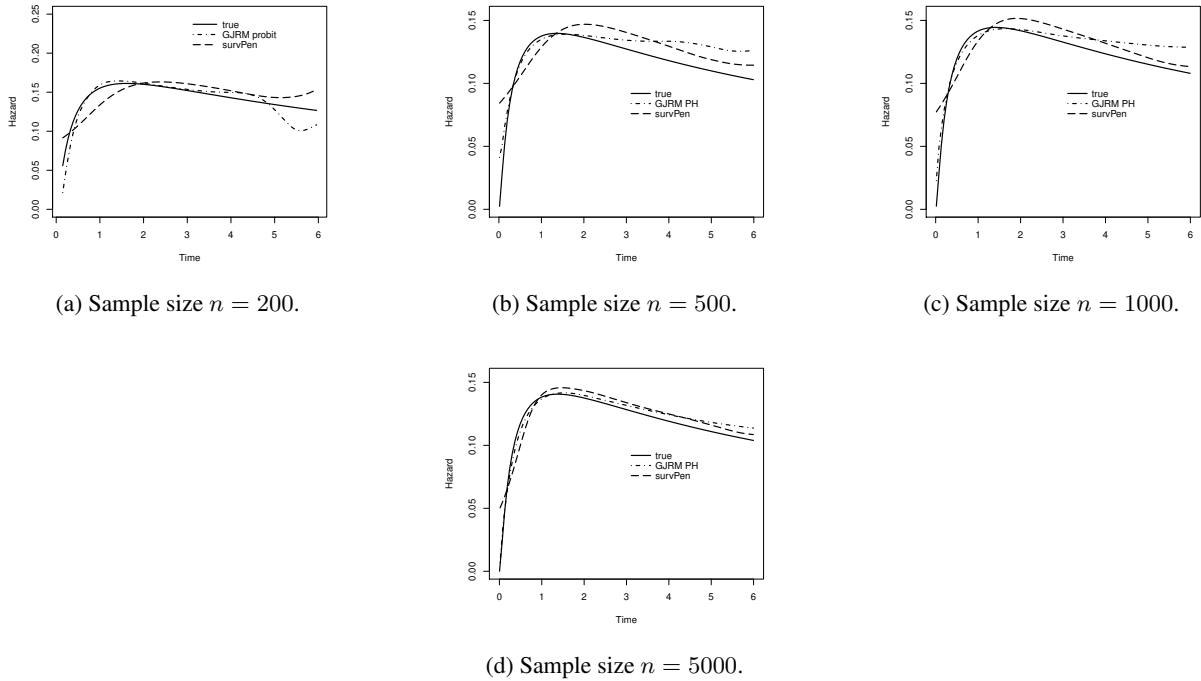 0.25
0.20
0.15
0.10
0.05
0.00
Hazard
true
GJRM probit
survPen
0 1 2 3 4 5 6
Time
(a) Sample size n = 200.
0.15
0.10
0.05
0.00
Hazard
true
GJRM PH
survPen
0 1 2 3 4 5 6
Time
(b) Sample size n = 500.
0.15
0.10
0.05
0.00
Hazard
true
GJRM PH
survPen
0 1 2 3 4 5 6
Time
(c) Sample size n = 1000.
0.15
0.10
0.05
0.00
Hazard
true
GJRM PH
survPen
0 1 2 3 4 5 6
Time
(d) Sample size n = 5000.